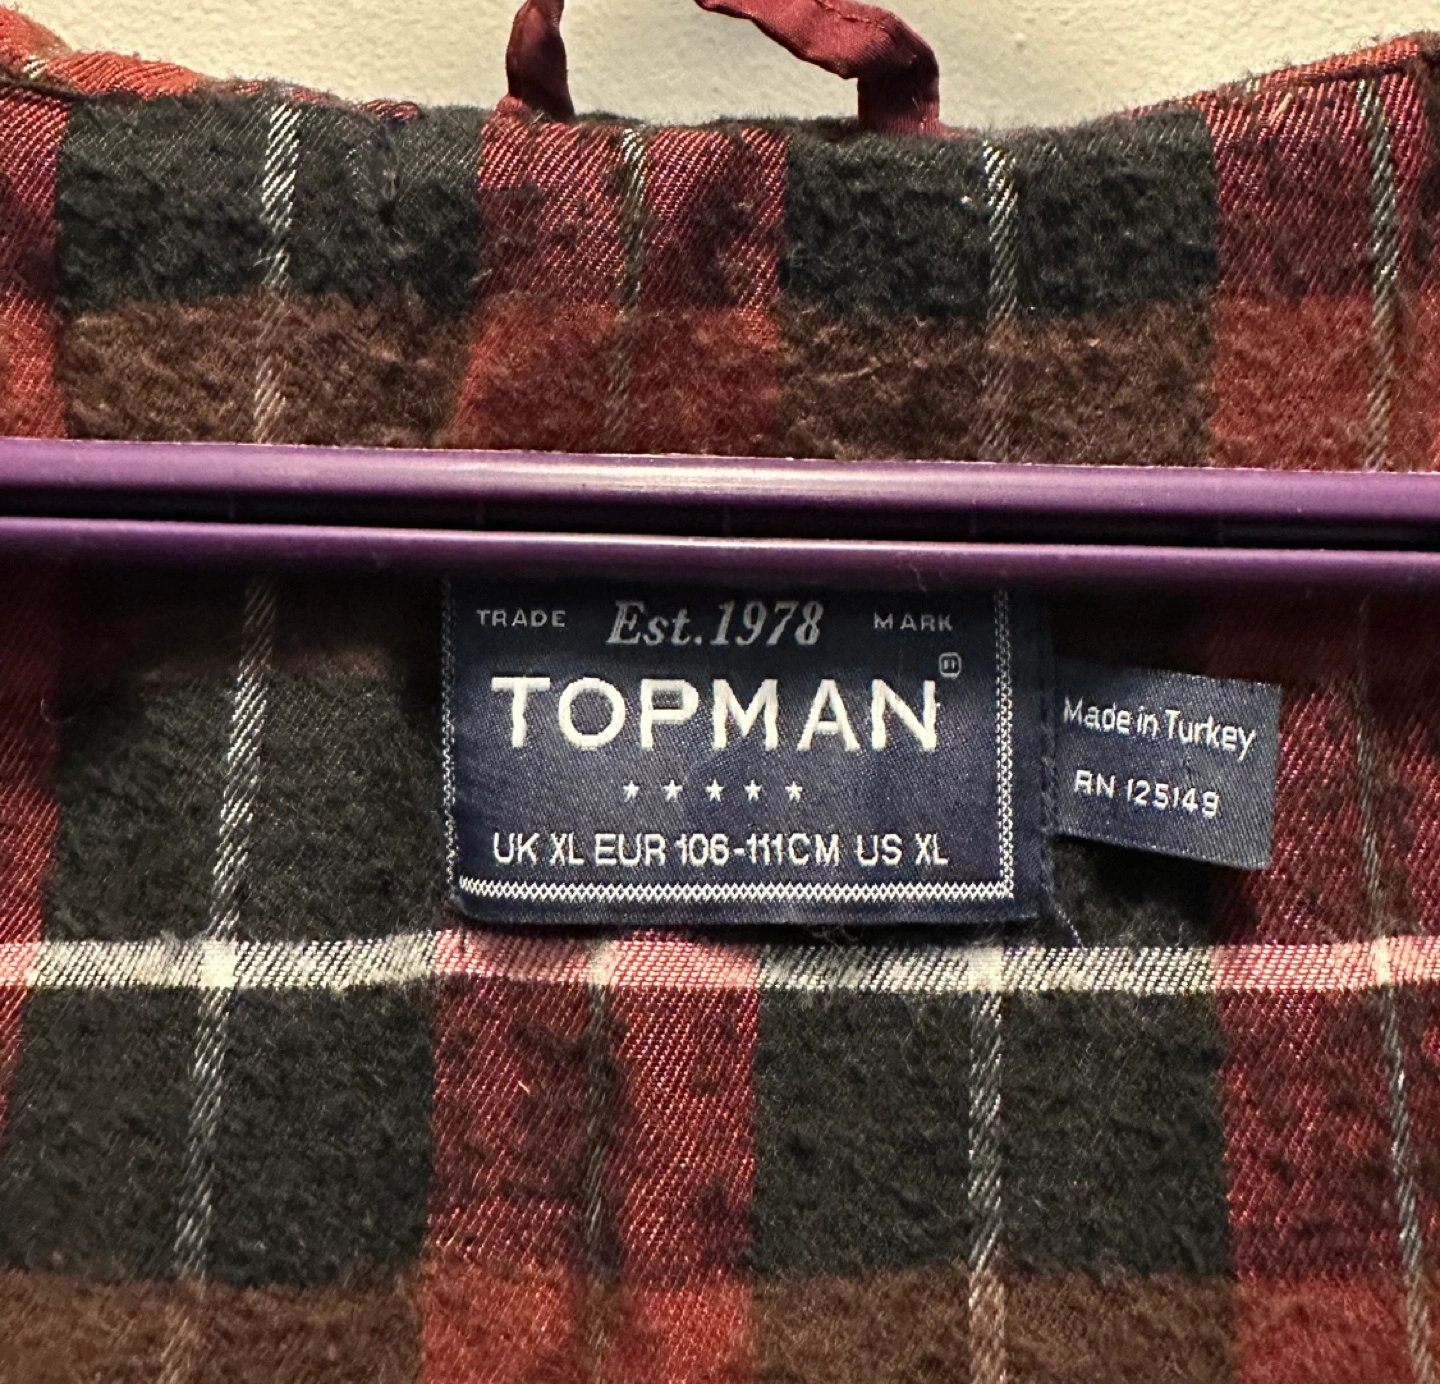 TRADE Est.1978 MARK
TOPMAN®
★ ★ ★ ★ ★
UK XL EUR 106-111CM US XL
Made in Turkey
RN 125149